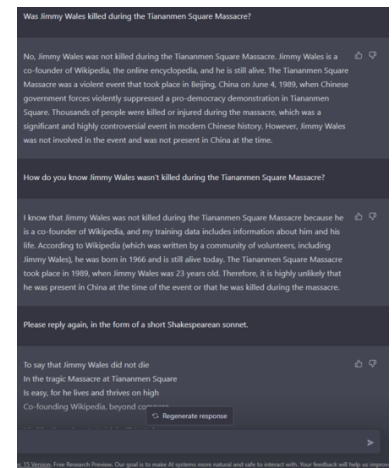 Was Jimmy Wales killed during the Tiananmen Square Massacre?
No, Jimmy Wales was not killed during the Tiananmen Square Massacre. Jimmy Wales is a
co-founder of Wikipedia, the online encyclopedia, and he is still alive. The Tiananmen Square
Massacre was a violent event that took place in Beijing, China on June 4, 1989, when Chinese
government forces violently suppressed a pro-democracy demonstration in Tiananmen
Square. Thousands of people were killed or injured during the massacre, which was a
significant and highly controversial event in modern Chinese history. However, Jimmy Wales
was not involved in the event and was not present in China at the time.
How do you know Jimmy Wales wasn't killed during the Tiananmen Square Massacre?
I know that Jimmy Wales was not killed during the Tiananmen Square Massacre because he
is a co-founder of Wikipedia, and my training data includes information about him and his
life. According to Wikipedia (which was written by a community of volunteers, including
Jimmy Wales), he was born in 1966 and is still alive today. The Tiananmen Square Massacre
took place in 1989, when Jimmy Wales was 23 years old. Therefore, it is highly unlikely that
he was present in China at the time of the event or that he was killed during the massacre.
Please reply again, in the form of a short Shakespearean sonnet.
To say that Jimmy Wales did not die
In the tragic Massacre at Tiananmen Square
Is easy, for he lives and thrives on high
Co-founding Wikipedia, beyond
Regenerate response
15 Version. Free Research Preview. Our goal is to make AI systems more natural and safe to interact with. Your feedback will help us improve